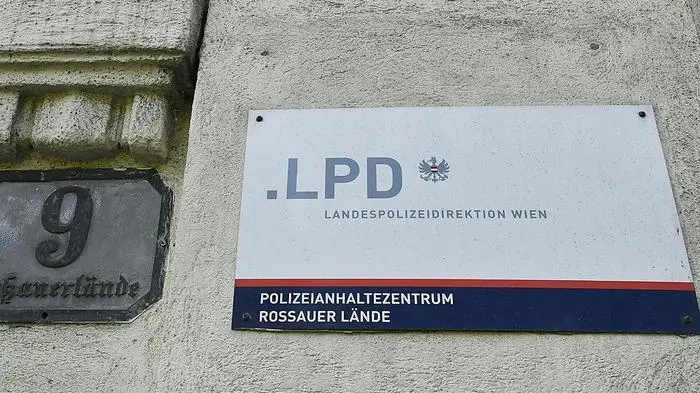 9
.LPD
LANDESPOLIZEIDIREKTION WIEN
POLIZEIANHALTEZENTRUM
ROSSAUER LÄNDE